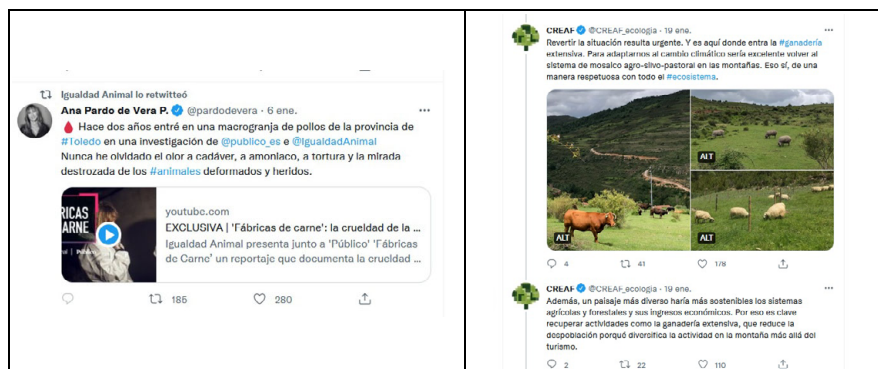 Igualdad Animal lo retwitteó
Ana Pardo de Vera P. @pardodevera · 6 ene.
Hace dos años entré en una macrogranja de pollos de la provincia de
#Toledo en una investigación de @publico_es e @IgualdadAnimal
Nunca he olvidado el olor a cadáver, a amoníaco, a tortura y la mirada
destrozada de los #animales deformados y heridos.
RICAS
ARNE
youtube.com
EXCLUSIVA | 'Fábricas de carne': la crueldad de la ...
Igualdad Animal presenta junto a 'Público' 'Fábricas
de Carne' un reportaje que documenta la crueldad ...
185 280
CREAF @CREAF_ecologia · 19 ene.
Revertir la situación resulta urgente. Y es aquí donde entra la #ganadería
extensiva. Para adaptarnos al cambio climático sería excelente volver al
sistema de mosaico agro-silvo-pastoral en las montañas. Eso sí, de una
manera respetuosa con todo el #ecosistema.
ALT
ALT
ALT
4 41 178
CREAF @CREAF_ecologia · 19 ene.
Además, un paisaje más diverso haría más sostenibles los sistemas
agrícolas y forestales y sus ingresos económicos. Por eso es clave
recuperar actividades como la ganadería extensiva, que reduce la
despoblación porqué diversifica la actividad en la montaña más allá del
turismo.
2 22 110